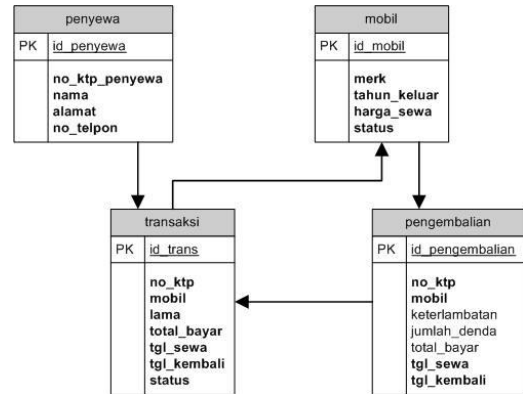 penyewa
PK id_penyewa
no_ktp_penyewa
nama
alamat
no_telpon
mobil
PK id_mobil
merk
tahun_keluar
harga_sewa
status
transaksi
PK id_trans
no_ktp
mobil
lama
total_bayar
tgl_sewa
tgl_kembali
status
pengembalian
PK id_pengembalian
no_ktp
mobil
keterlambatan
jumlah_denda
total_bayar
tgl_sewa
tgl_kembali